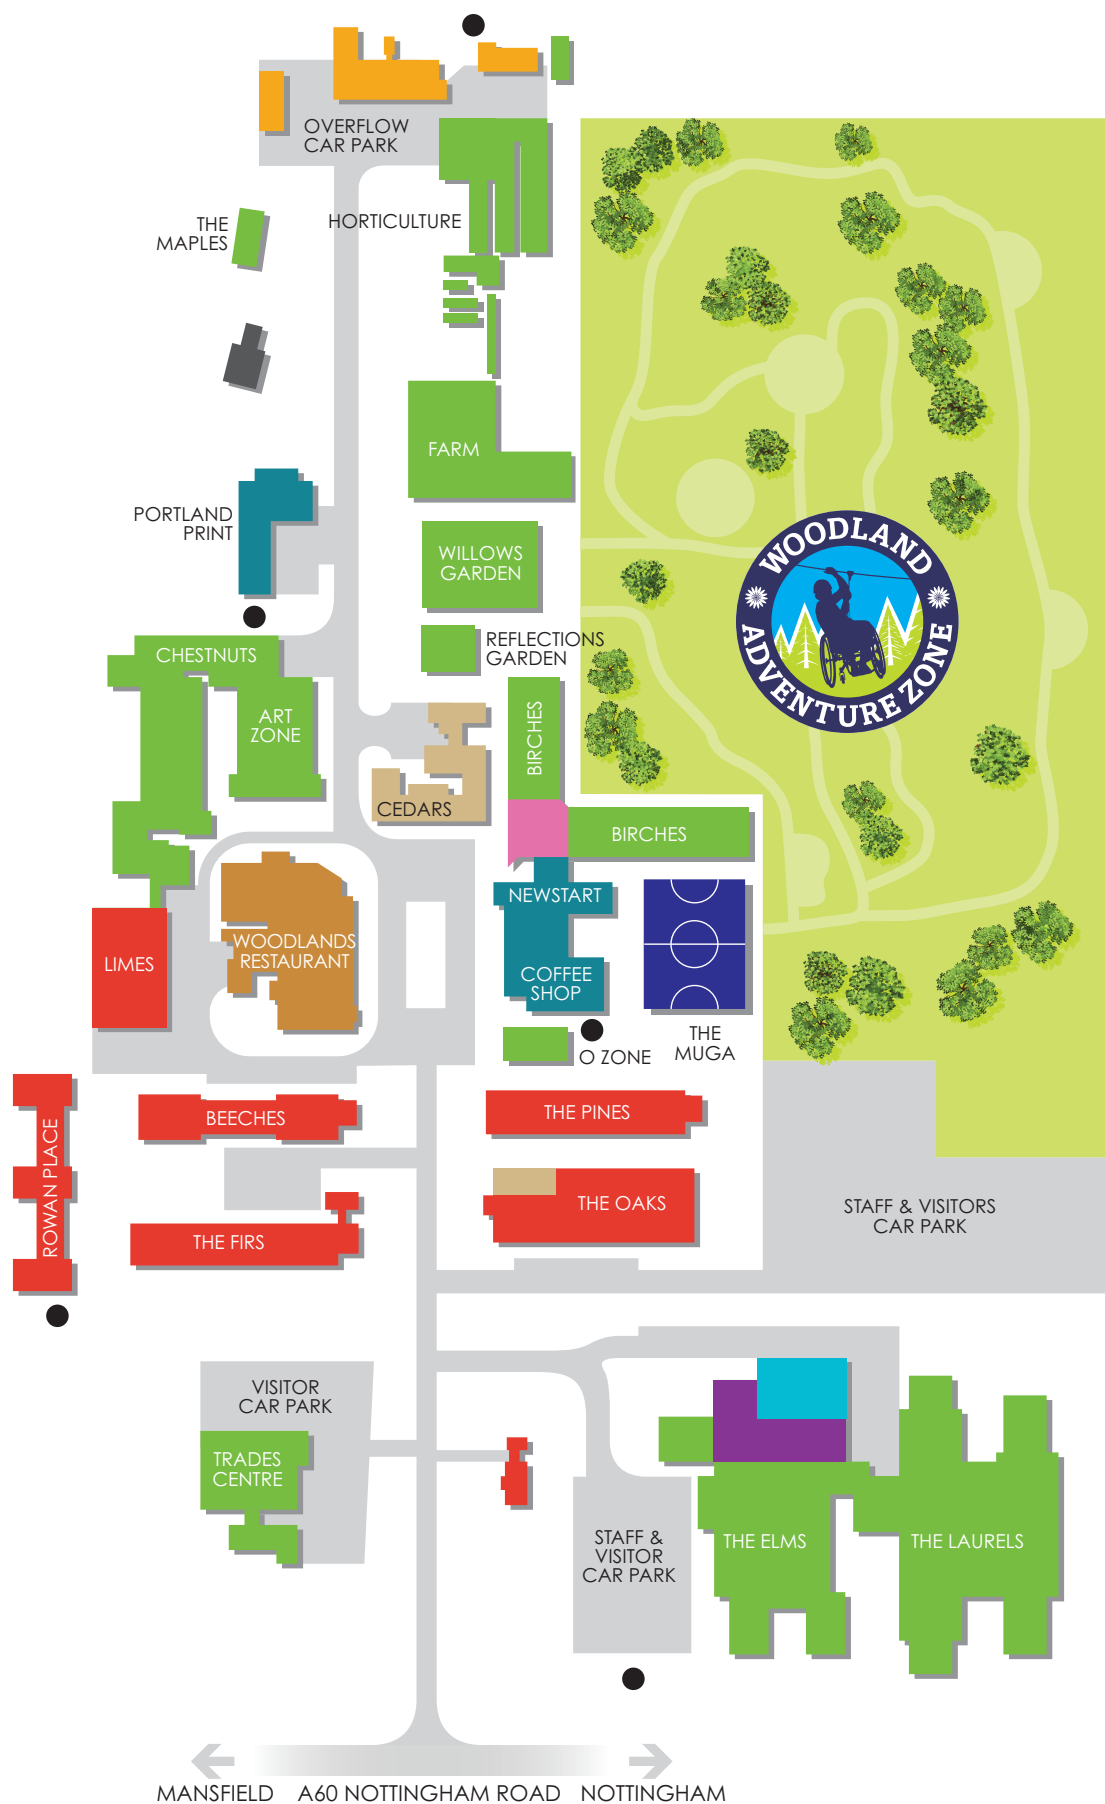 OVERFLOW
CAR PARK
THE
MAPLES
HORTICULTURE
FARM
PORTLAND
PRINT
WILLOWS
GARDEN
WOODLAND
ADVENTURE ZONE
REFLECTIONS
GARDEN
CHESTNUTS
ART
ZONE
BIRCHES
CEDARS
BIRCHES
NEWSTART
WOODLANDS
RESTAURANT
LIMES
COFFEE
SHOP
THE
MUGA
O ZONE
BEECHES
THE PINES
ROWAN PLACE
THE OAKS
STAFF & VISITORS
CAR PARK
THE FIRS
VISITOR
CAR PARK
TRADES
CENTRE
STAFF &
VISITOR
CAR PARK
THE ELMS
THE LAURELS
MANSFIELD
A60 NOTTINGHAM ROAD
NOTTINGHAM